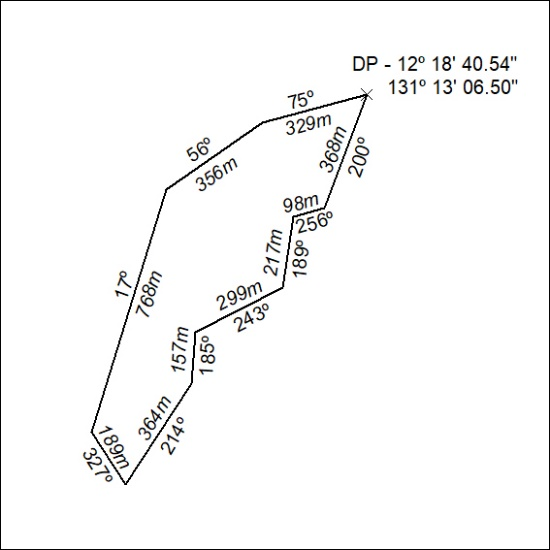 DP - 12º 18' 40.54"
131º 13' 06.50"
75º
329m
56º
356m
368m
200º
98m
256º
217m
189º
17º
768m
299m
243º
157m
185º
364m
214º
189m
327º